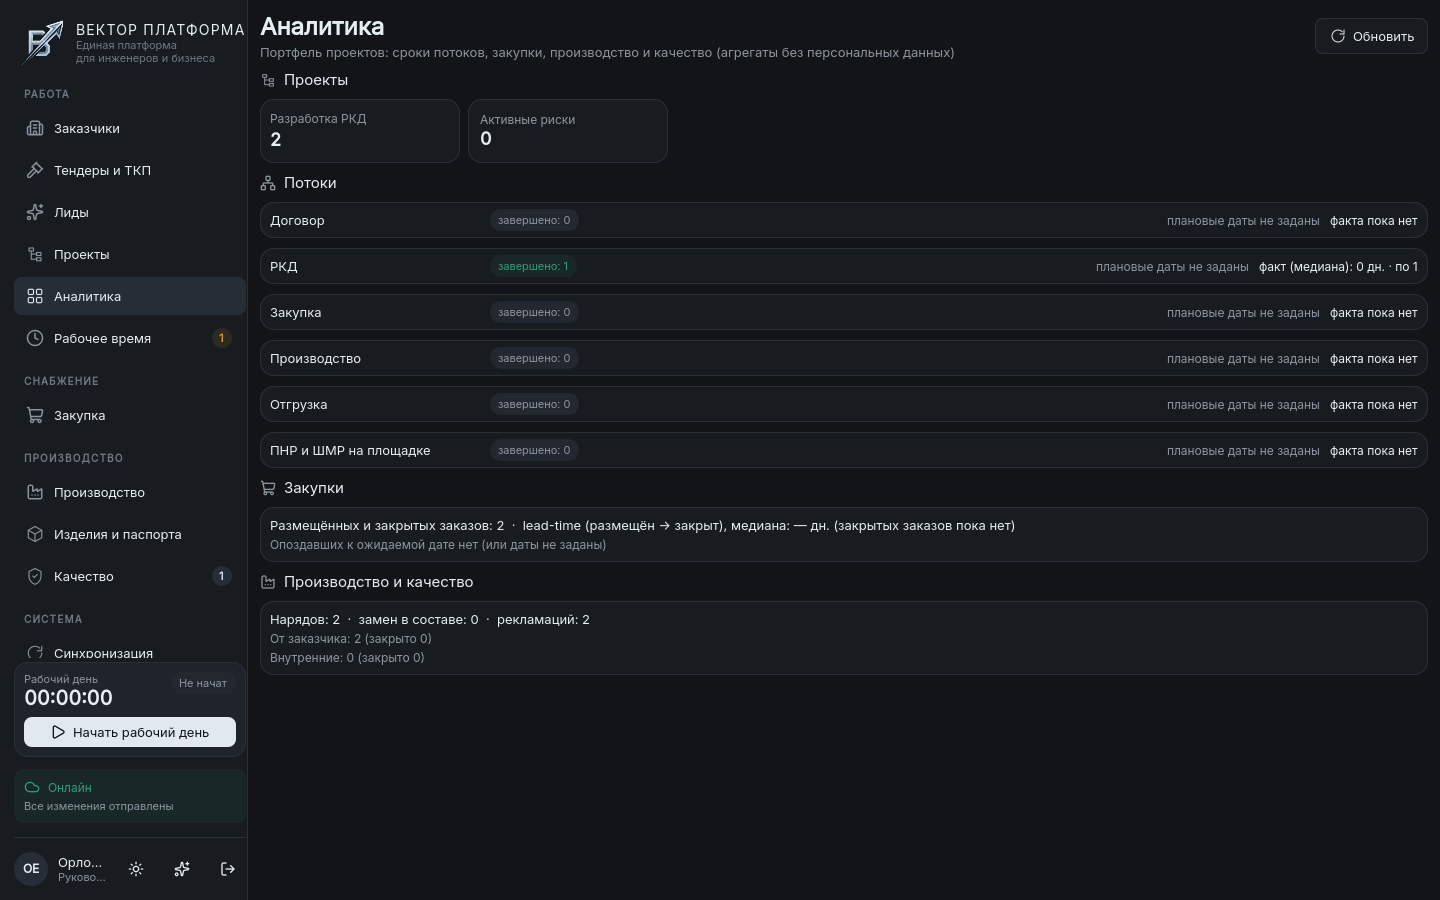 ВЕКТОР ПЛАТФОРМА
Единая платформа
для инженеров и бизнеса
РАБОТА
Заказчики
Тендеры и ТКП
Лиды
Проекты
Аналитика
Рабочее время 1
СНАБЖЕНИЕ
Закупка
ПРОИЗВОДСТВО
Производство
Изделия и паспорта
Качество 1
СИСТЕМА
Синхронизация
Рабочий день Не начат
00:00:00
Начать рабочий день
Онлайн
Все изменения отправлены
ОЕ Орло...
Руково...
Аналитика
Портфель проектов: сроки потоков, закупки, производство и качество (агрегаты без персональных данных)
Обновить
Проекты
Разработка РКД
2
Активные риски
0
Потоки
Договор завершено: 0 плановые даты не заданы факта пока нет
РКД завершено: 1 плановые даты не заданы факт (медиана): 0 дн. · по 1
Закупка завершено: 0 плановые даты не заданы факта пока нет
Производство завершено: 0 плановые даты не заданы факта пока нет
Отгрузка завершено: 0 плановые даты не заданы факта пока нет
ПНР и ШМР на площадке завершено: 0 плановые даты не заданы факта пока нет
Закупки
Размещённых и закрытых заказов: 2 · lead-time (размещён → закрыт), медиана: — дн. (закрытых заказов пока нет)
Опоздавших к ожидаемой дате нет (или даты не заданы)
Производство и качество
Нарядов: 2 · замен в составе: 0 · рекламаций: 2
От заказчика: 2 (закрыто 0)
Внутренние: 0 (закрыто 0)